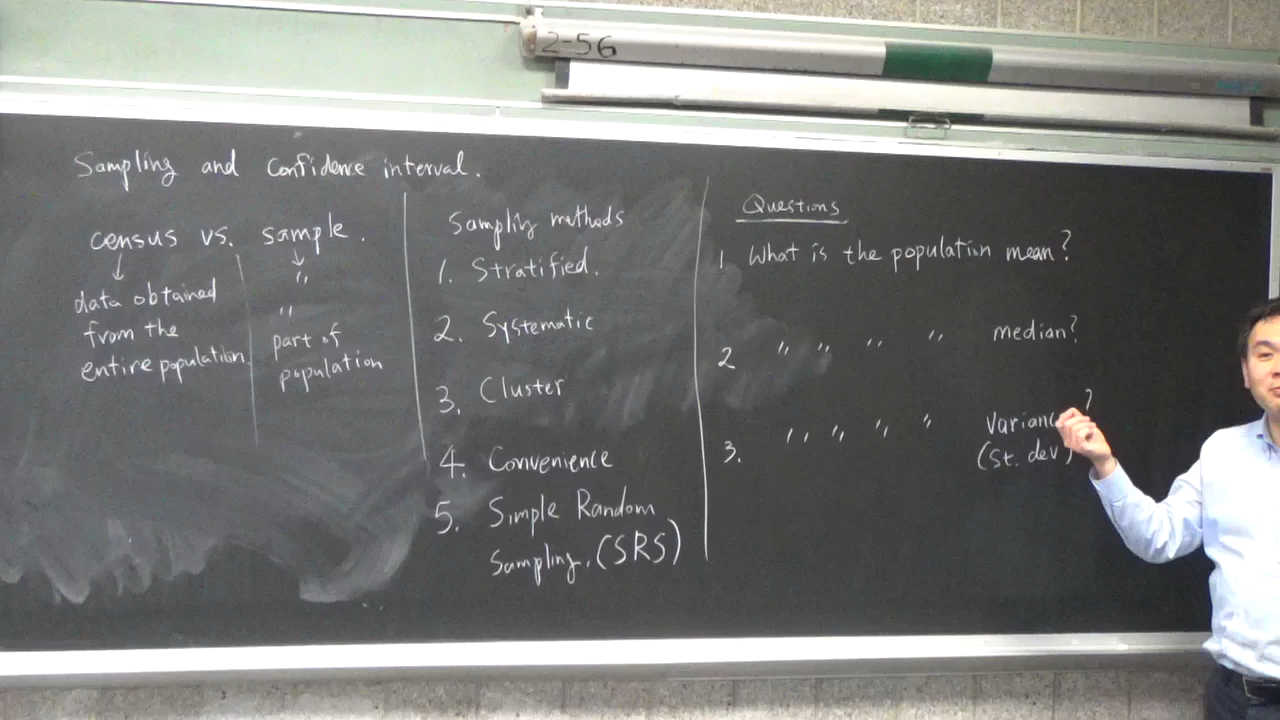 2-56
Sampling and Confidence interval.
census vs. sample.
↓
data obtained
from the
entire population
↓
"
"
part of
population
Sampling methods
1. Stratified.
2. Systematic
3. Cluster
4. Convenience
5. Simple Random
Sampling. (SRS)
Questions
1. What is the population mean?
2 " " " " median?
3. " " " " variance?
(St. dev)